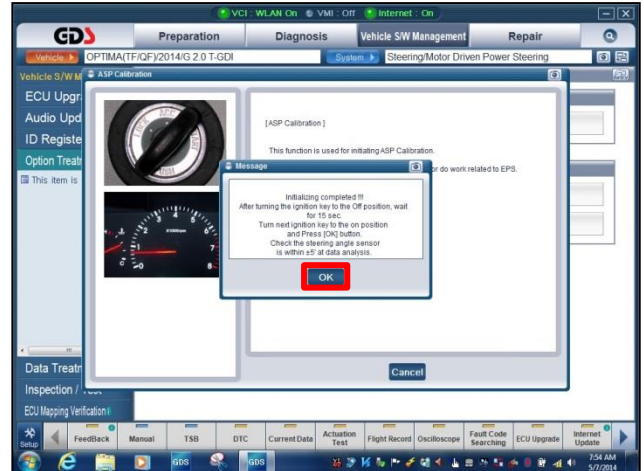 VCI : WLAN On VMI : Off Internet : On
GDS Preparation Diagnosis Vehicle S/W Management Repair
Vehicle OPTIMA(TF/QF)/2014/G 2.0 T-GDI System Steering/Motor Driven Power Steering
Vehicle S/W M
ASP Calibration
ECU Upgr
Audio Upd
ID Registe
Option Treatm
This item is
[ASP Calibration ]
This function is used for initiating ASP Calibration.
or do work related to EPS.
Message
Initializing completed !!!
After turning the ignition key to the Off position, wait
for 15 sec.
Turn next ignition key to the on position
and Press [OK] button.
Check the steering angle sensor
is within ±5˚at data analysis.
OK
LOCK ACC START
Cancel
Data Treatm
Inspection /
ECU Mapping Verification
Setup FeedBack Manual TSB DTC Current Data Actuation Test Flight Record Oscilloscope Fault Code Searching ECU Upgrade Internet Update
GDS GDS
7:54 AM
5/7/2014